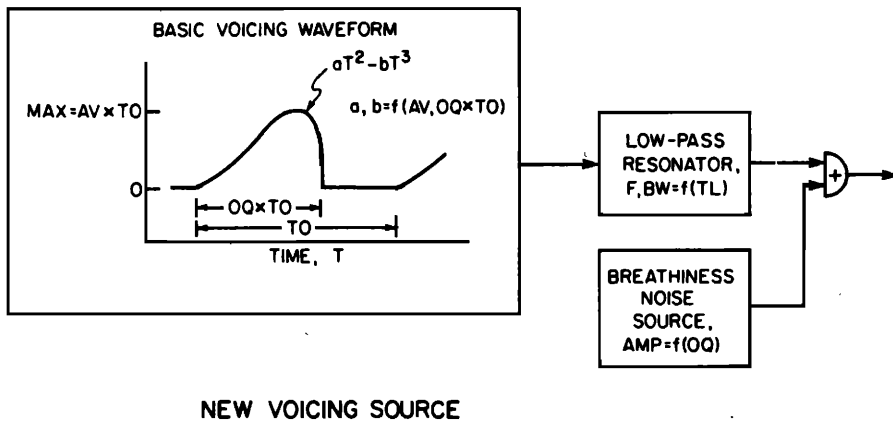 BASIC VOICING WAVEFORM
aT²-bT³
MAX=AV×TO
a, b=f(AV,OQ×TO)
O
OQ×TO
TO
TIME, T
LOW-PASS
RESONATOR,
F,BW=f(TL)
+
BREATHINESS
NOISE
SOURCE,
AMP=f(OQ)
NEW VOICING SOURCE